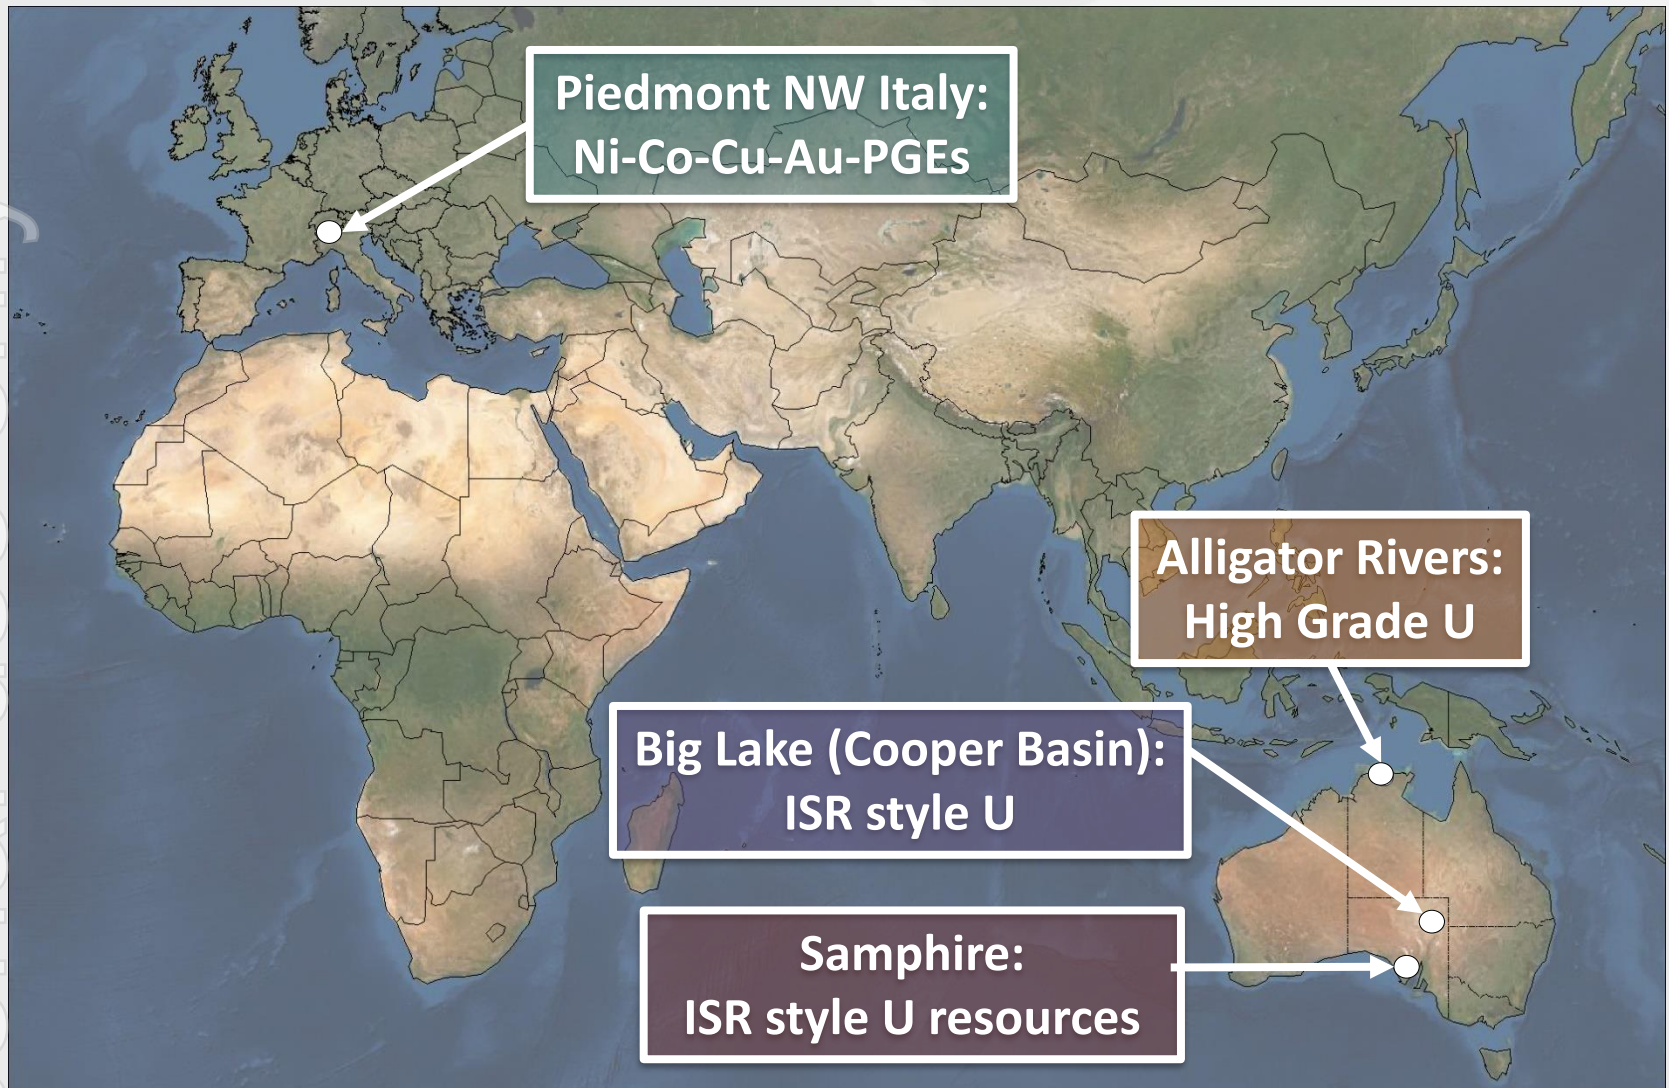 Piedmont NW Italy:
Ni-Co-Cu-Au-PGEs
Alligator Rivers:
High Grade U
Big Lake (Cooper Basin):
ISR style U
Samphire:
ISR style U resources